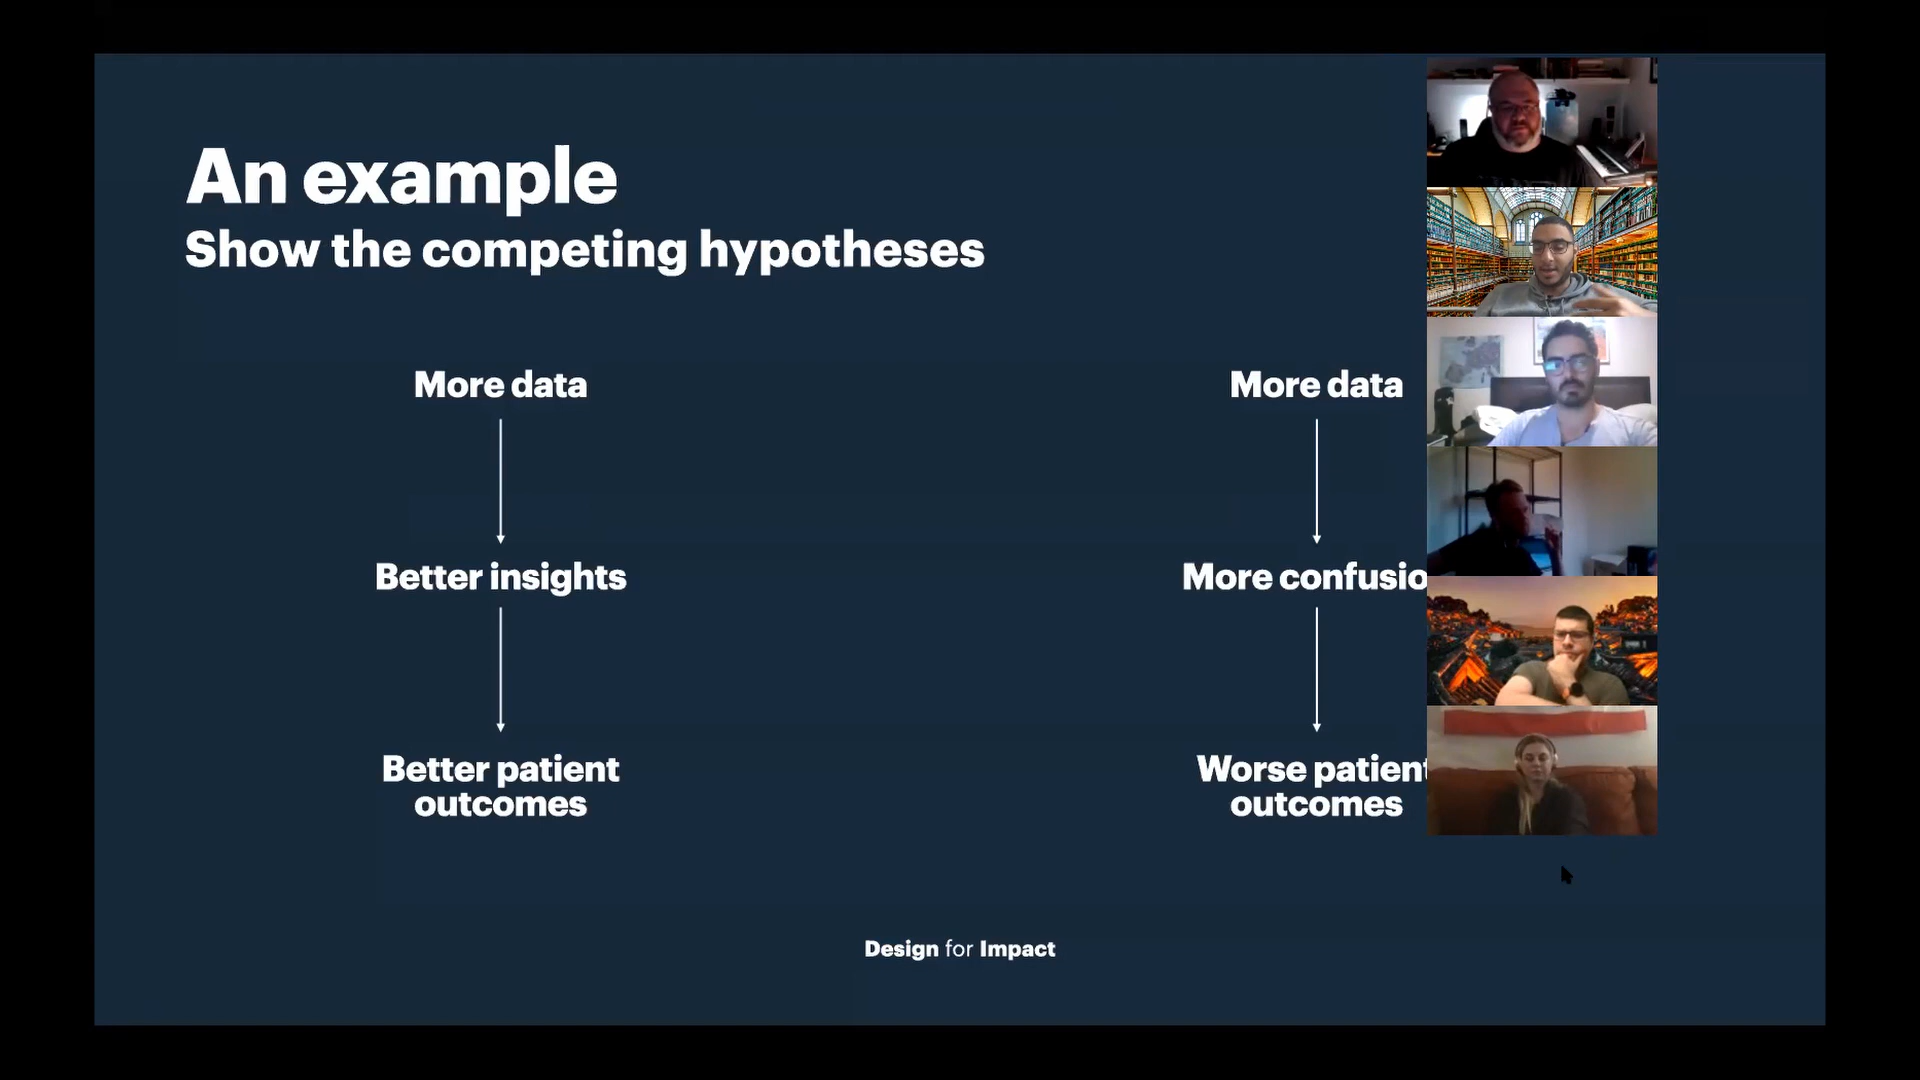 An example
Show the competing hypotheses
More data
Better insights
Better patient
outcomes
More data
More confusio
Worse patient
outcomes
Design for Impact